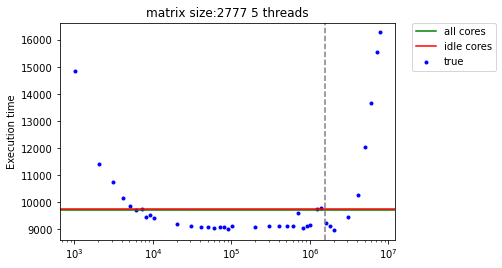 matrix size:2777 5 threads
Execution time
16000
15000
14000
13000
12000
11000
10000
9000
10³
10⁴
10⁵
10⁶
10⁷
all cores
idle cores
true